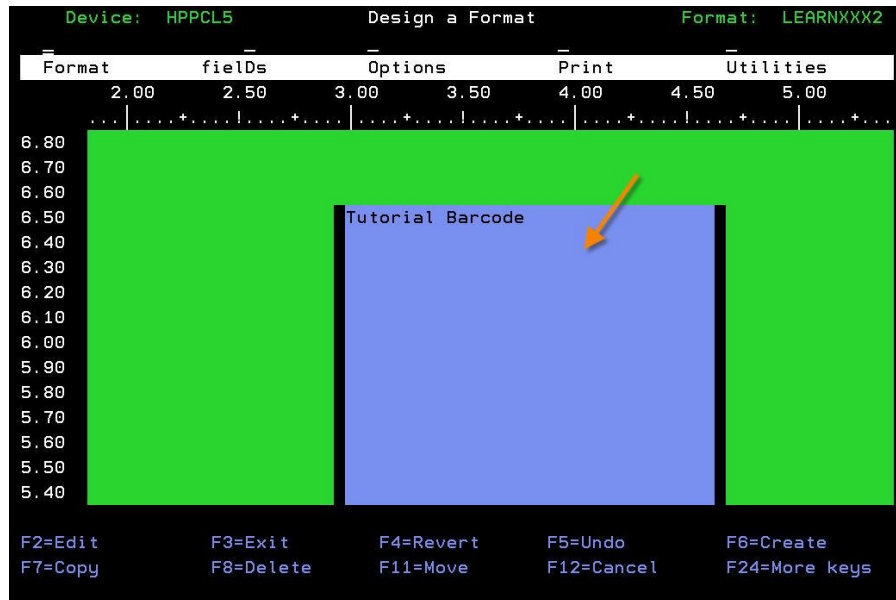 Device: HPPCL5 Design a Format Format: LEARNXXX2
Format fielDs Options Print Utilities
2.00 2.50 3.00 3.50 4.00 4.50 5.00
6.80
6.70
6.60
6.50 Tutorial Barcode
6.40
6.30
6.20
6.10
6.00
5.90
5.80
5.70
5.60
5.50
5.40
F2=Edit F3=Exit F4=Revert F5=Undo F6=Create
F7=Copy F8=Delete F11=Move F12=Cancel F24=More keys